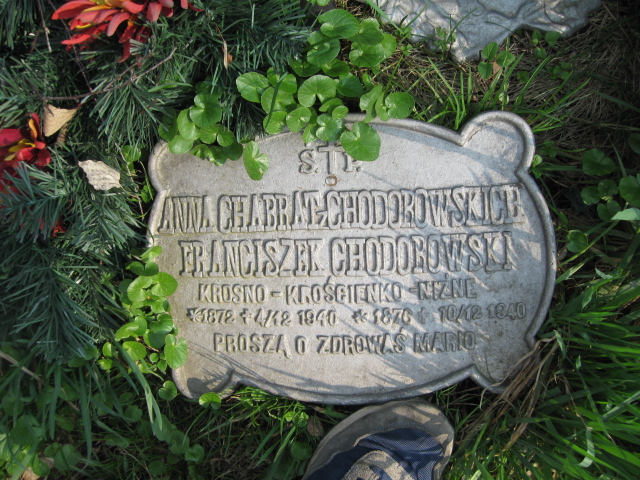 Ś.†P.
ANNA CHABRAT-CHODOROWSKICH
FRANCISZEK CHODOROWSKI
KROSNO - KROŚCIENKO - NIŻNE
*1872 † 4/12 1940 *1876 † 10/12 1940
PROSZĄ O ZDROWAŚ MARIO